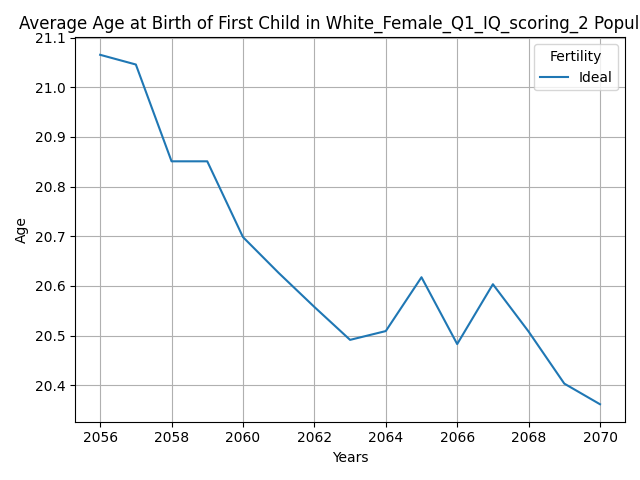 Average Age at Birth of First Child in White_Female_Q1_IQ_scoring_2 Popul
21.1
21.0
20.9
20.8
20.7
20.6
20.5
20.4
Age
Fertility
Ideal
2056 2058 2060 2062 2064 2066 2068 2070
Years